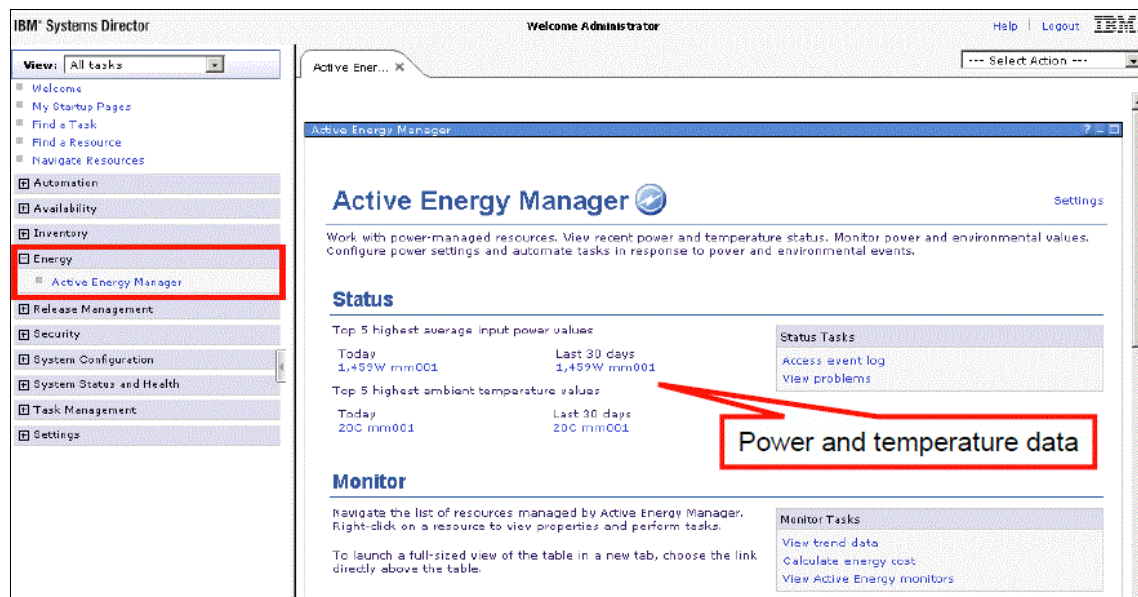 IBM® Systems Director
Welcome Administrator
Help | Logout
IBM.
View: All tasks
Welcome
My Startup Pages
Find a Task
Find a Resource
Navigate Resources
Automation
Availability
Inventory
Energy
Active Energy Manager
Release Management
Security
System Configuration
System Status and Health
Task Management
Settings
Active Ener...
--- Select Action ---
Active Energy Manager
Active Energy Manager
Settings
Work with power-managed resources. View recent power and temperature status. Monitor power and environmental values.
Configure power settings and automate tasks in response to power and environmental events.
Status
Top 5 highest average input power values
Today Last 30 days
1,459W mm001 1,459W mm001
Top 5 highest ambient temperature values
Today Last 30 days
20C mm001 20C mm001
Status Tasks
Access event log
View problems
Power and temperature data
Monitor
Navigate the list of resources managed by Active Energy Manager.
Right-click on a resource to view properties and perform tasks.
To launch a full-sized view of the table in a new tab, choose the link
directly above the table.
Monitor Tasks
View trend data
Calculate energy cost
View Active Energy monitors